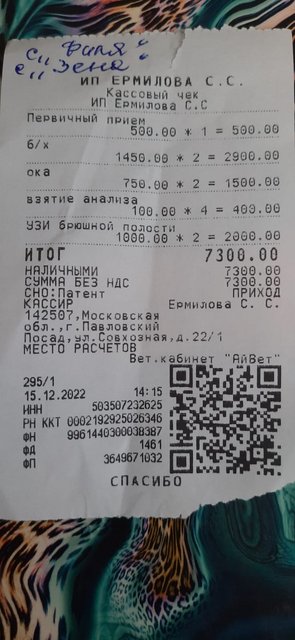 с„ Филя“
с„ Зена“
ИП ЕРМИЛОВА С.С.
Кассовый чек
ИП Ермилова С.С
Первичный прием
500.00 * 1 = 500.00
б/х
1450.00 * 2 = 2900.00
ока
750.00 * 2 = 1500.00
взятие анализа
100.00 * 4 = 400.00
УЗИ брюшной полости
1000.00 * 2 = 2000.00
ИТОГ 7300.00
НАЛИЧНЫМИ 7300.00
СУММА БЕЗ НДС 7300.00
СНО:Патент ПРИХОД
КАССИР Ермилова С. С.
142507,Московская
обл.,г.Павловский
Посад,ул.Совхозная,д.22/1
МЕСТО РАСЧЕТОВ
Вет.кабинет "АйВет"
295/1
15.12.2022 14:15
ИНН 503507232625
РН ККТ 0002192925026346
ФН 9961440300038387
ФД 1461
ФП 3649671032
СПАСИБО